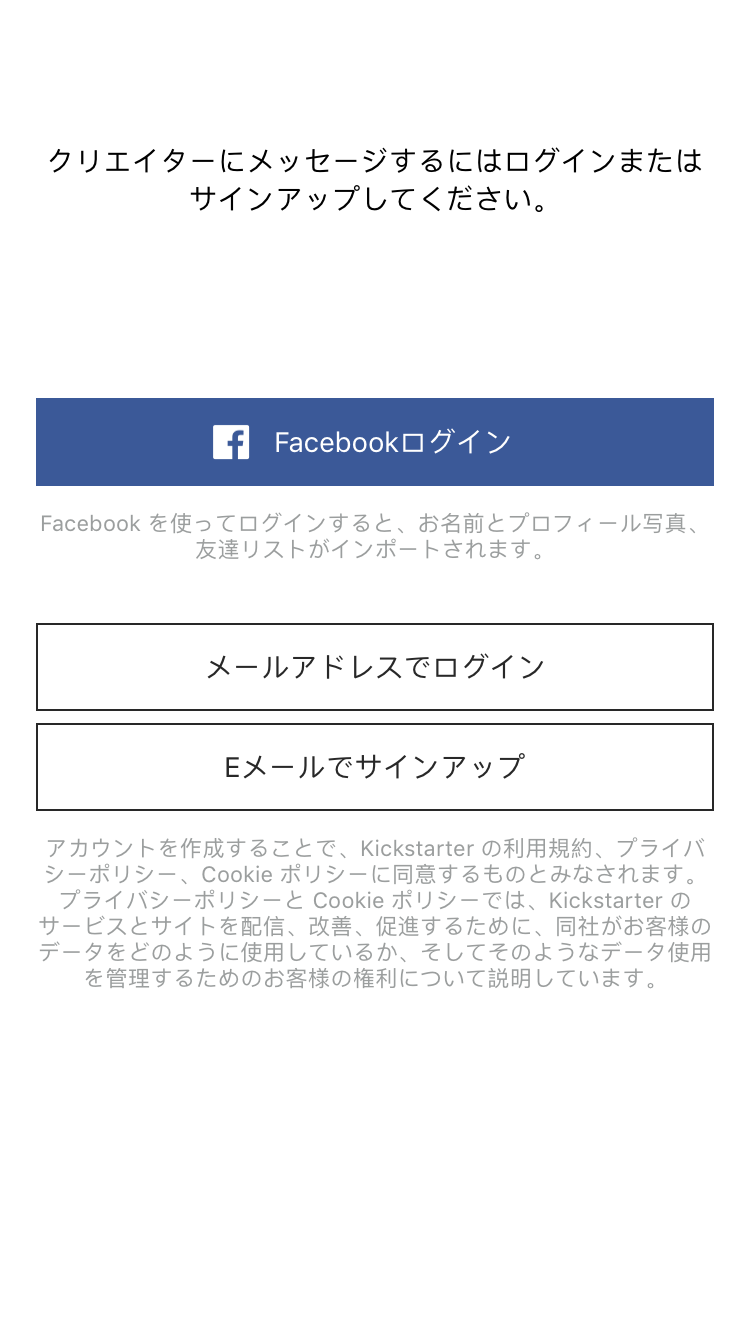 クリエイターにメッセージするにはログインまたは
サインアップしてください。
Facebookログイン
Facebook を使ってログインすると、お名前とプロフィール写真、
友達リストがインポートされます。
メールアドレスでログイン
Eメールでサインアップ
アカウントを作成することで、Kickstarter の利用規約、プライバ
シーポリシー、Cookie ポリシーに同意するものとみなされます。
プライバシーポリシーと Cookie ポリシーでは、Kickstarter の
サービスとサイトを配信、改善、促進するために、同社がお客様の
データをどのように使用しているか、そしてそのようなデータ使用
を管理するためのお客様の権利について説明しています。